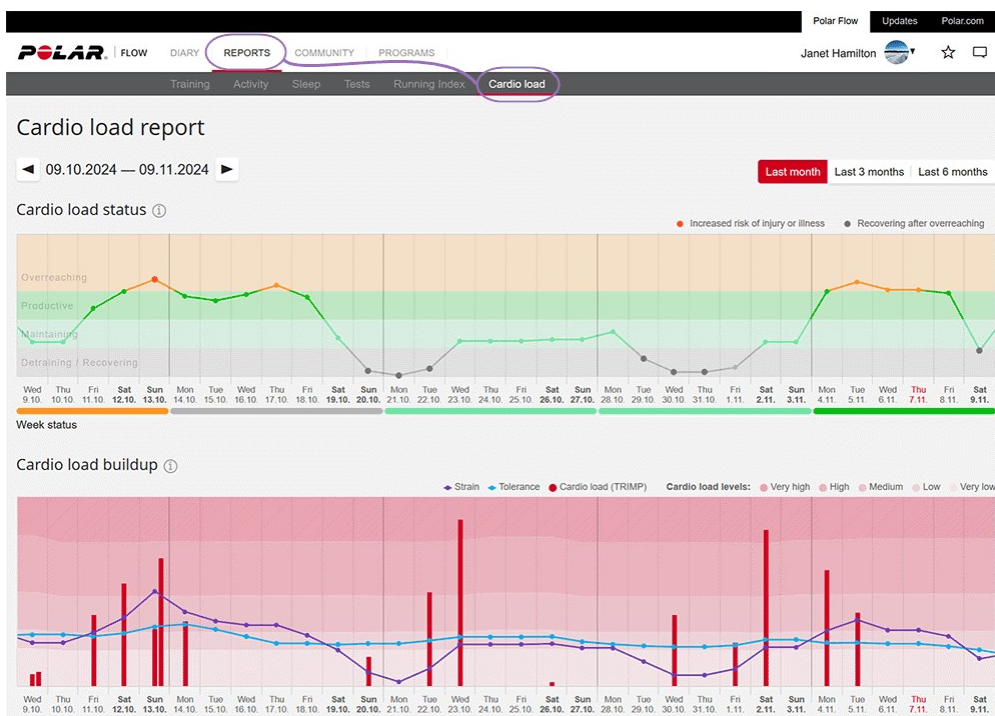 Polar Flow Updates Polar.com
POLAR. FLOW DIARY REPORTS COMMUNITY PROGRAMS Janet Hamilton
Training Activity Sleep Tests Running Index Cardio load
Cardio load report
09.10.2024 — 09.11.2024
Last month Last 3 months Last 6 months
Cardio load status
Increased risk of injury or illness Recovering after overreaching
Overreaching
Productive
Maintaining
Detraining / Recovering
Wed Thu Fri Sat Sun Mon Tue Wed Thu Fri Sat Sun Mon Tue Wed Thu Fri Sat Sun Mon Tue Wed Thu Fri Sat Sun Mon Tue Wed Thu Fri Sat
9.10. 10.10. 11.10. 12.10. 13.10. 14.10. 15.10. 16.10. 17.10. 18.10. 19.10. 20.10. 21.10. 22.10. 23.10. 24.10. 25.10. 26.10. 27.10. 28.10. 29.10. 30.10. 31.10. 1.11. 2.11. 3.11. 4.11. 5.11. 6.11. 7.11. 8.11. 9.11.
Week status
Cardio load buildup
Strain Tolerance Cardio load (TRIMP) Cardio load levels: Very high High Medium Low Very low
Wed Thu Fri Sat Sun Mon Tue Wed Thu Fri Sat Sun Mon Tue Wed Thu Fri Sat Sun Mon Tue Wed Thu Fri Sat Sun Mon Tue Wed Thu Fri Sat
9.10. 10.10. 11.10. 12.10. 13.10. 14.10. 15.10. 16.10. 17.10. 18.10. 19.10. 20.10. 21.10. 22.10. 23.10. 24.10. 25.10. 26.10. 27.10. 28.10. 29.10. 30.10. 31.10. 1.11. 2.11. 3.11. 4.11. 5.11. 6.11. 7.11. 8.11. 9.11.